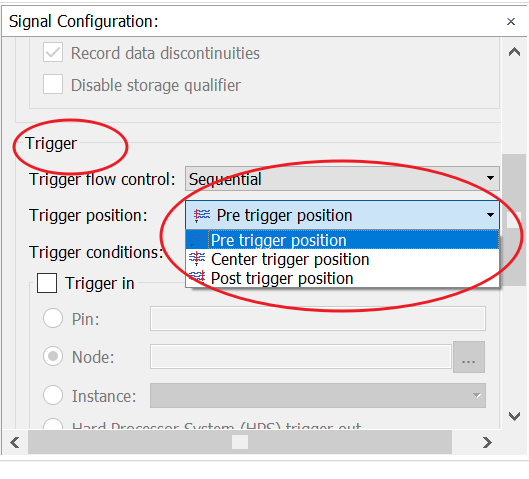 Signal Configuration: ×
Record data discontinuities
Disable storage qualifier
Trigger
Trigger flow control: Sequential
Trigger position: Pre trigger position
Pre trigger position
Trigger conditions: Center trigger position
Post trigger position
Trigger in
Pin:
Node: ...
Instance:
Hard Processor System (HPS) trigger out